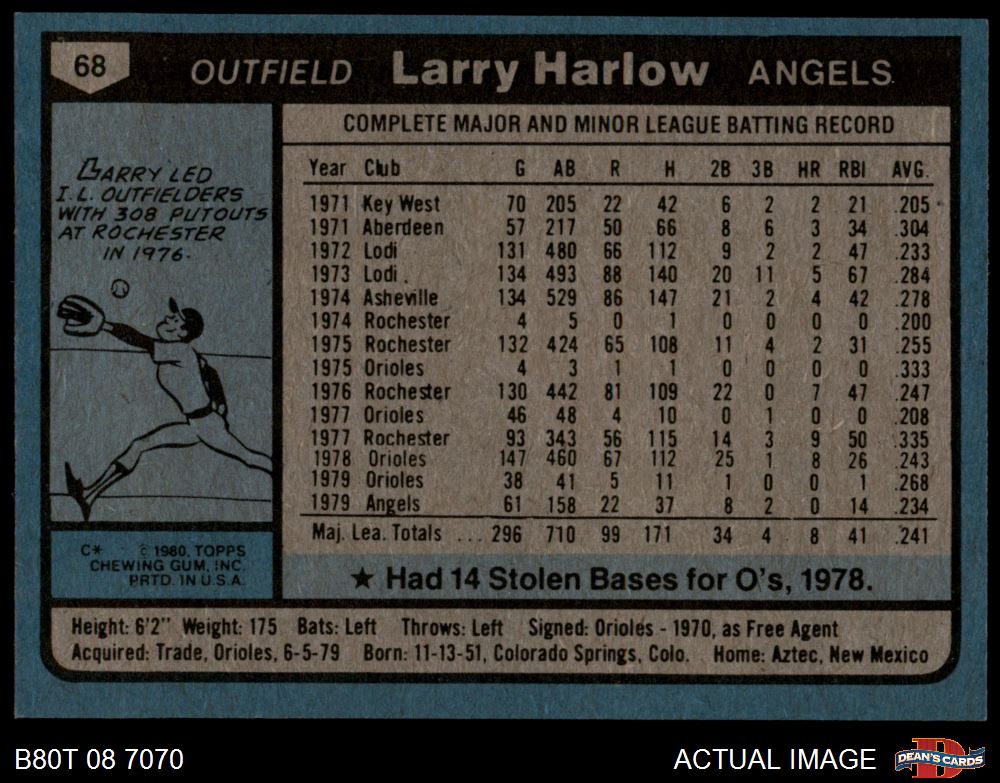 68 OUTFIELD Larry Harlow ANGELS
LARRY LED
I.L. OUTFIELDERS
WITH 308 PUTOUTS
AT ROCHESTER
IN 1976.
COMPLETE MAJOR AND MINOR LEAGUE BATTING RECORD
Year Club G AB R H 2B 3B HR RBI AVG.
1971 Key West 70 205 22 42 6 2 2 21 .205
1971 Aberdeen 57 217 50 66 8 6 3 34 .304
1972 Lodi 131 480 66 112 9 2 2 47 .233
1973 Lodi 134 493 88 140 20 11 5 67 .284
1974 Asheville 134 529 86 147 21 2 4 42 .278
1974 Rochester 4 5 0 1 0 0 0 0 .200
1975 Rochester 132 424 65 108 11 4 2 31 .255
1975 Orioles 4 3 1 1 0 0 0 0 .333
1976 Rochester 130 442 81 109 22 0 7 47 .247
1977 Orioles 46 48 4 10 0 1 0 0 .208
1977 Rochester 93 343 56 115 14 3 9 50 .335
1978 Orioles 147 460 67 112 25 1 8 26 .243
1979 Orioles 38 41 5 11 1 0 0 1 .268
1979 Angels 61 158 22 37 8 2 0 14 .234
Maj. Lea. Totals ... 296 710 99 171 34 4 8 41 .241
★ Had 14 Stolen Bases for O's, 1978.
C* © 1980. TOPPS
CHEWING GUM, INC.
PRTD. IN U.S.A.
Height: 6'2" Weight: 175 Bats: Left Throws: Left Signed: Orioles - 1970, as Free Agent
Acquired: Trade, Orioles, 6-5-79 Born: 11-13-51, Colorado Springs, Colo. Home: Aztec, New Mexico
B80T 08 7070 ACTUAL IMAGE
D
DEAN'S CARDS